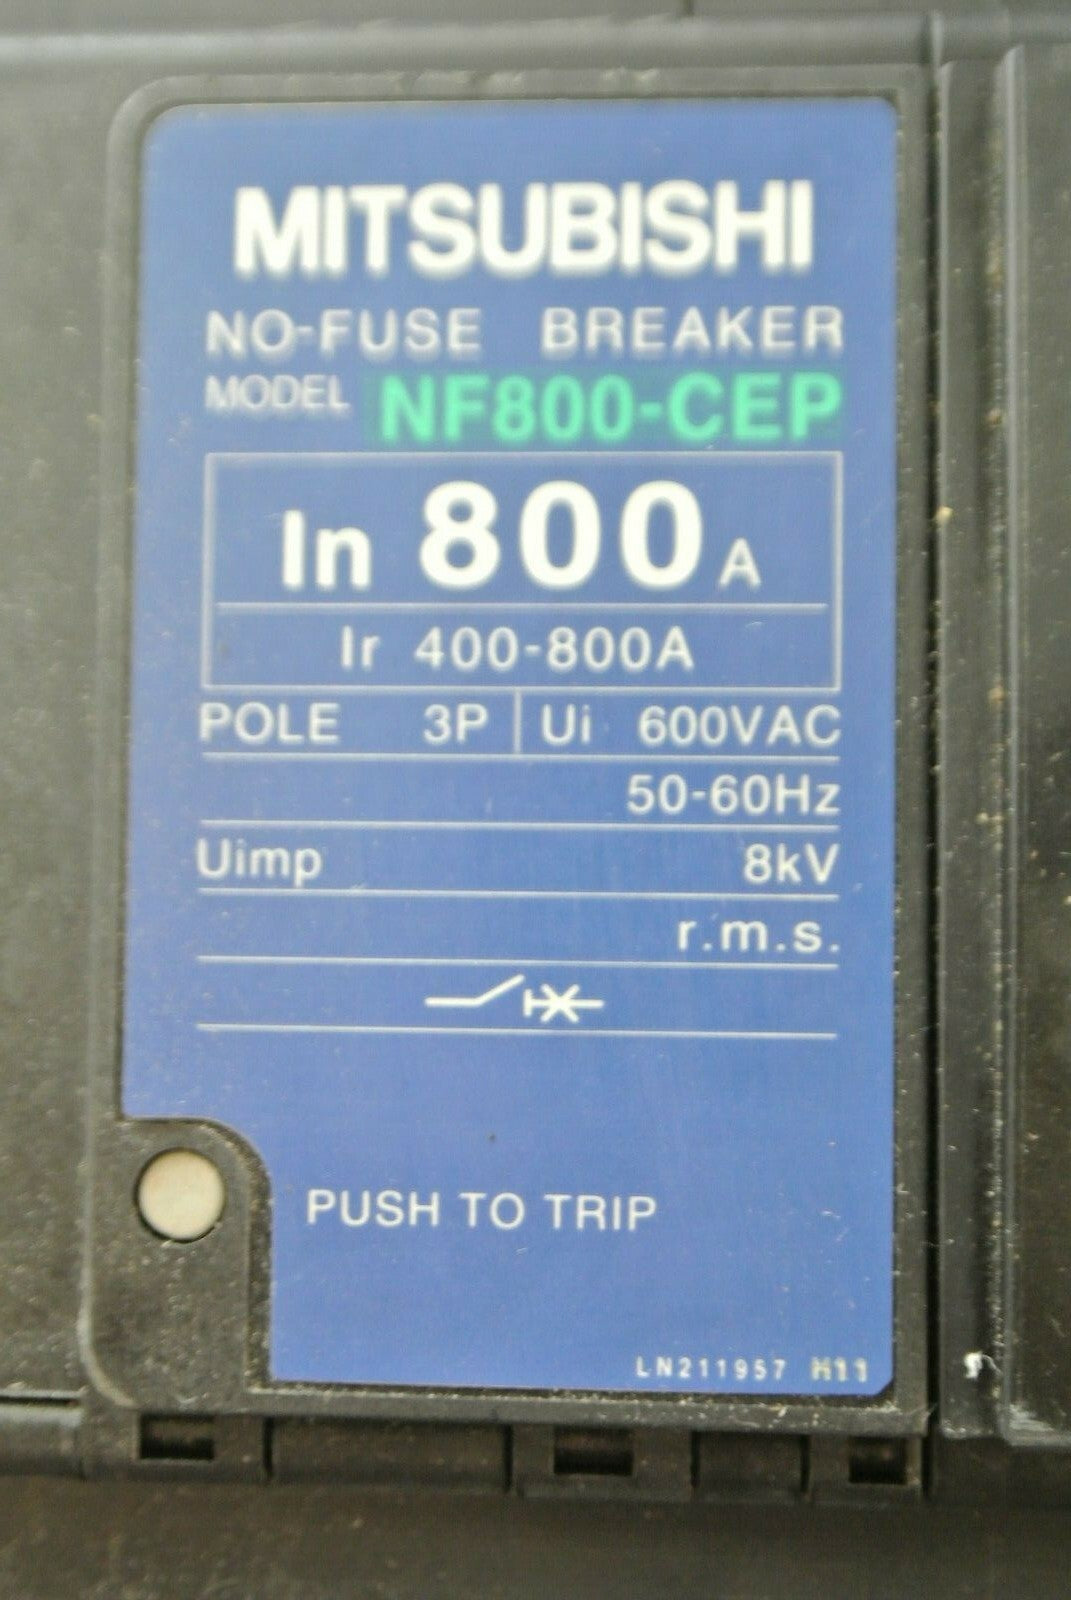 MITSUBISHI
NO-FUSE BREAKER
MODEL NF800-CEP
In 800 A
Ir 400-800A
POLE 3P Ui 600VAC
50-60Hz
Uimp 8kV
r.m.s.
PUSH TO TRIP
LN211957 H11